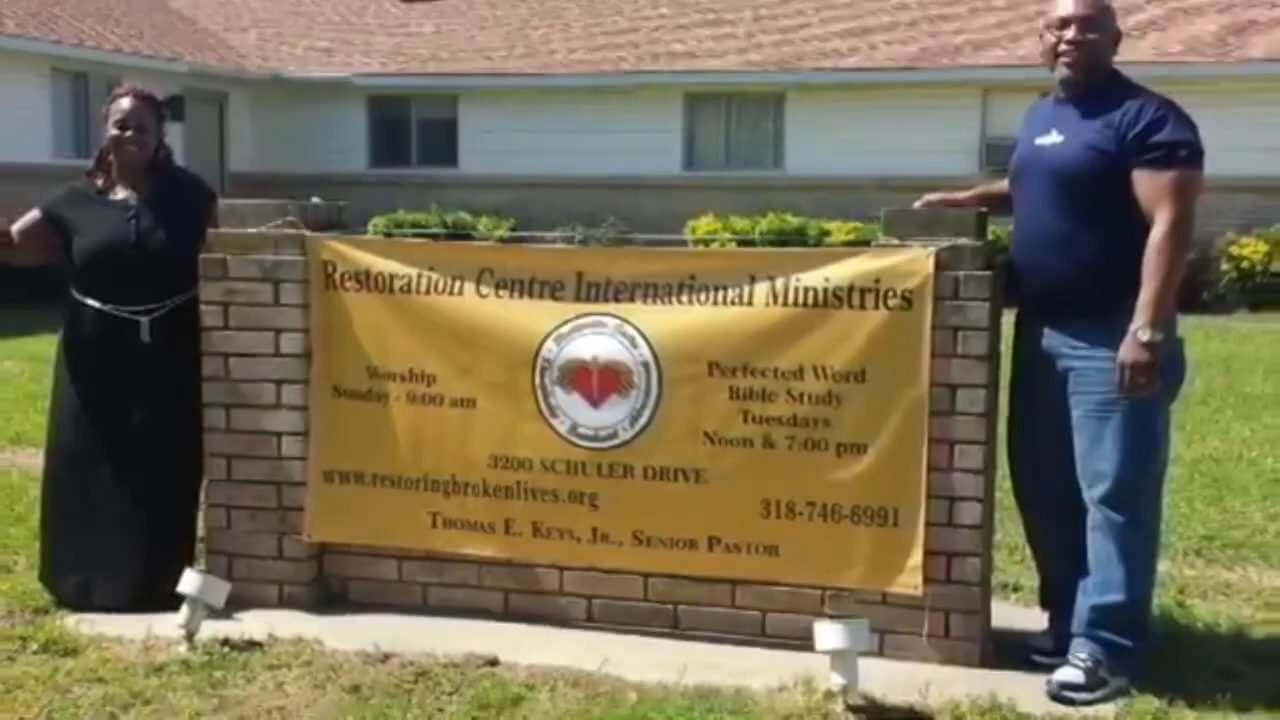 Restoration Centre International Ministries
Worship
Sunday - 9:00 am
Perfected Word
Bible Study
Tuesdays
Noon & 7:00 pm
3200 SCHULER DRIVE
www.restoringbrokenlives.org
318-746-6991
THOMAS E. KEYS, JR., SENIOR PASTOR